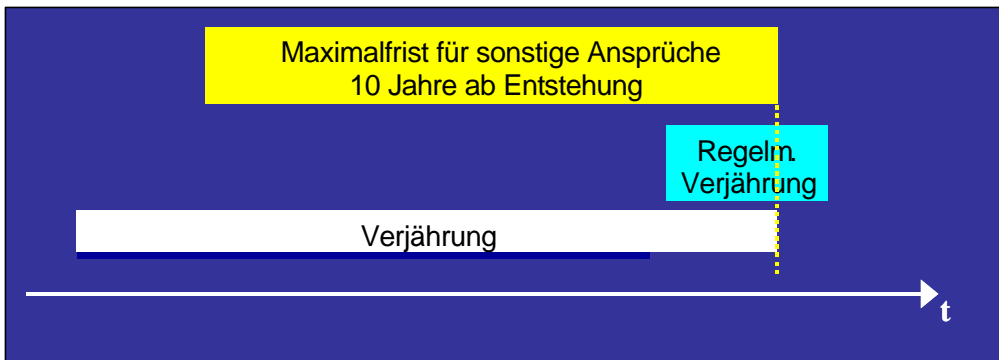 Maximalfrist für sonstige Ansprüche
10 Jahre ab Entstehung
Regelm.
Verjährung
Verjährung
t